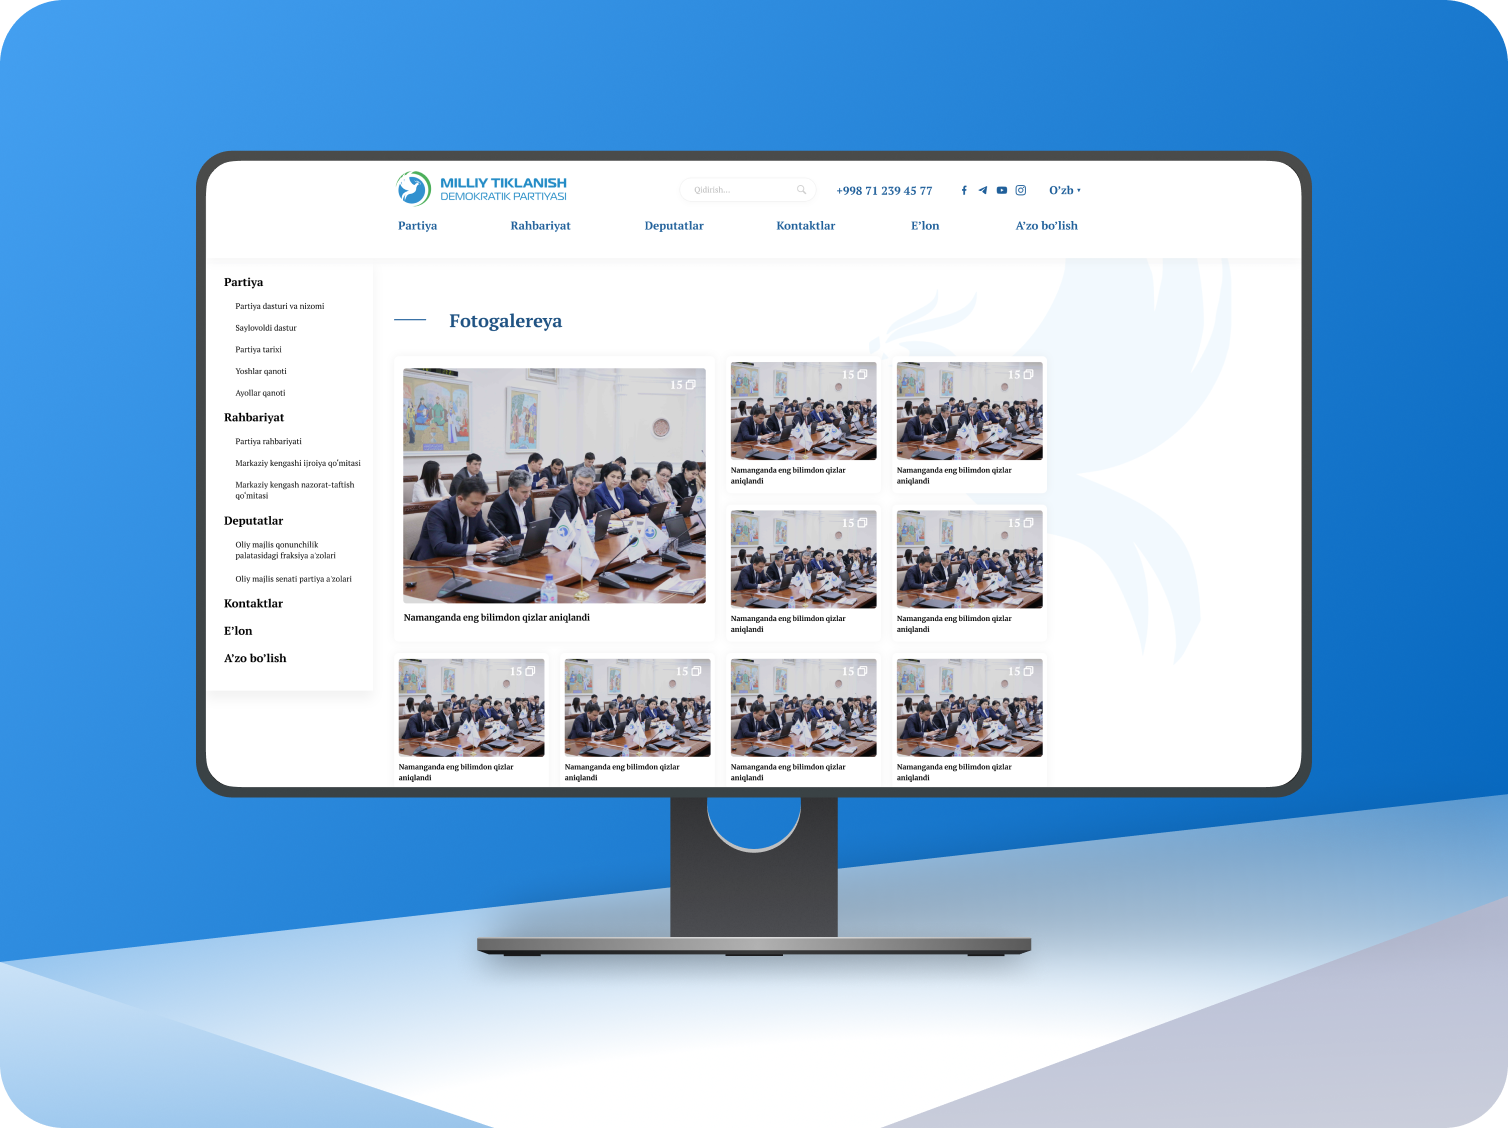 MILLIY TIKLANISH
DEMOKRATIK PARTIYASI
Qidirish...
+998 71 239 45 77
O’zb
Partiya
Rahbariyat
Deputatlar
Kontaktlar
E’lon
A’zo bo’lish
Partiya
Partiya dasturi va nizomi
Saylovoldi dastur
Partiya tarixi
Yoshlar qanoti
Ayollar qanoti
Rahbariyat
Partiya rahbariyati
Markaziy kengashi ijroiya qo'mitasi
Markaziy kengash nazorat-taftish
qo'mitasi
Deputatlar
Oliy majlis qonunchilik
palatasidagi fraksiya a'zolari
Oliy majlis senati partiya a'zolari
Kontaktlar
E’lon
A’zo bo’lish
Fotogalereya
15
Namanganda eng bilimdon qizlar aniqlandi
15
Namanganda eng bilimdon qizlar
aniqlandi
15
Namanganda eng bilimdon qizlar
aniqlandi
15
Namanganda eng bilimdon qizlar
aniqlandi
15
Namanganda eng bilimdon qizlar
aniqlandi
15
Namanganda eng bilimdon qizlar
aniqlandi
15
Namanganda eng bilimdon qizlar
aniqlandi
15
Namanganda eng bilimdon qizlar
aniqlandi
15
Namanganda eng bilimdon qizlar
aniqlandi